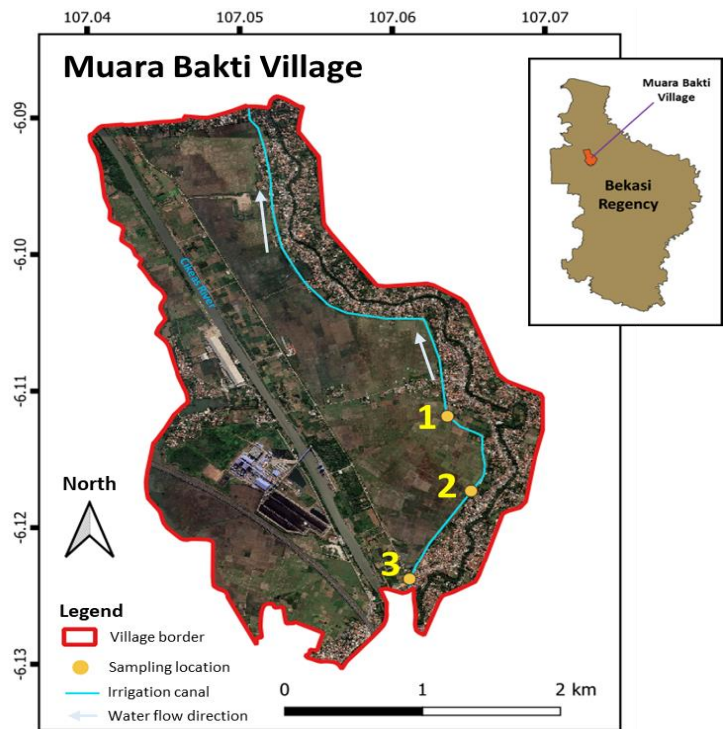 107.04 107.05 107.06 107.07
Muara Bakti Village
Muara Bakti
Village
Bekasi
Regency
-6.09
-6.10
-6.11
-6.12
-6.13
Cikeas River
1
2
3
North
Legend
Village border
Sampling location
Irrigation canal
Water flow direction
0 1 2 km